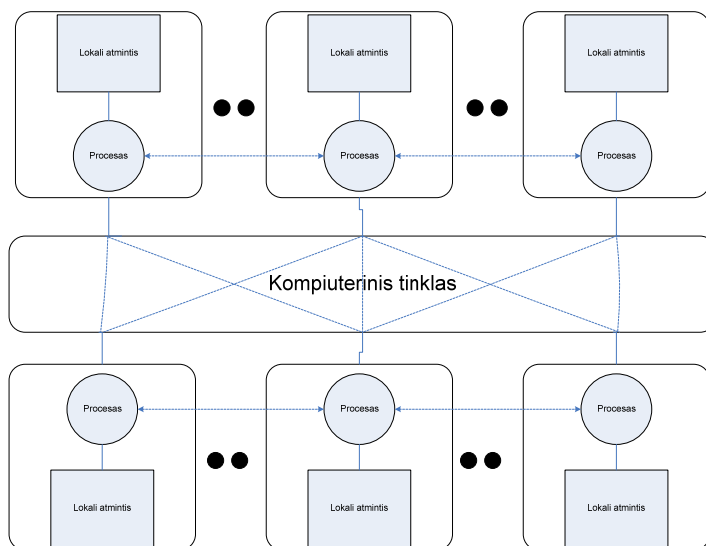 Lokali atmintis
Lokali atmintis
Lokali atmintis
Procesas
Procesas
Procesas
Kompiuterinis tinklas
Procesas
Procesas
Procesas
Lokali atmintis
Lokali atmintis
Lokali atmintis